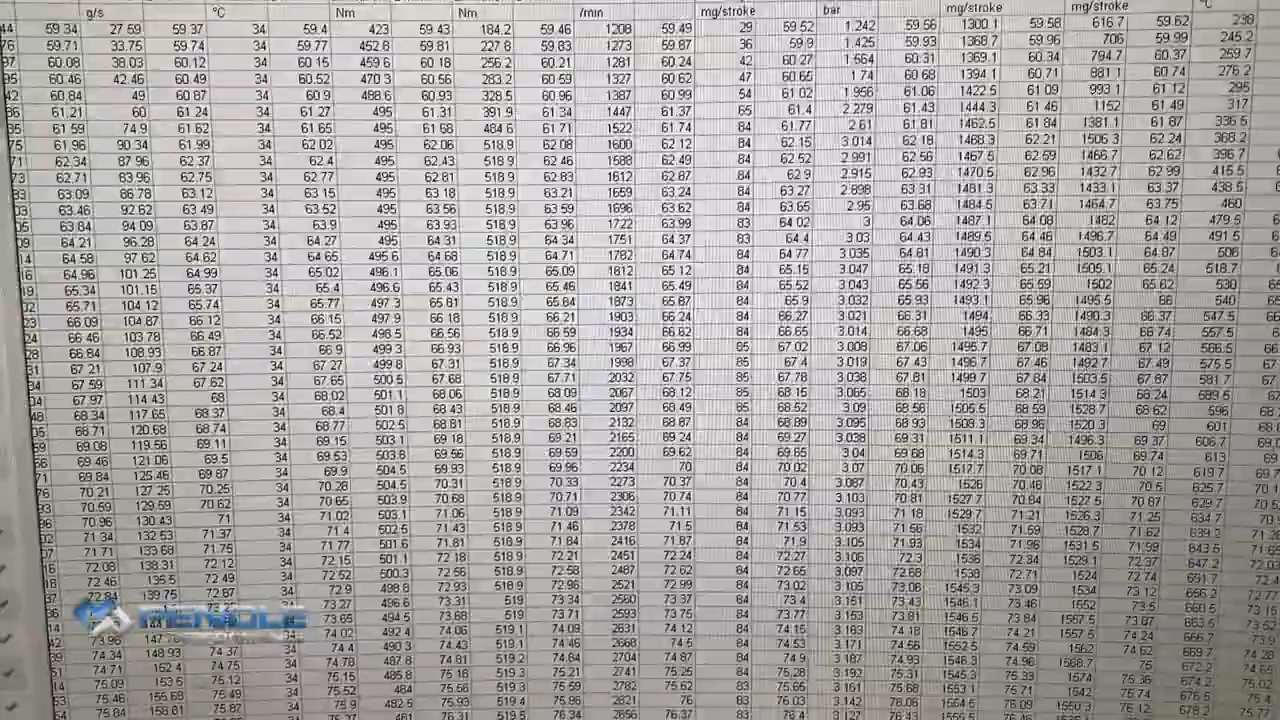 g/s °C Nm Nm /min mg/stroke bar mg/stroke mg/stroke °C
44 59.34 27.59 59.37 34 59.4 423 59.43 184.2 59.46 1208 59.49 29 59.52 1.242 59.56 1300.1 59.58 616.7 59.62 238
76 59.71 33.75 59.74 34 59.77 452.8 59.81 227.8 59.83 1273 59.87 36 59.9 1.425 59.93 1368.7 59.96 706 59.99 245.2
60.08 38.03 60.12 34 60.15 459.6 60.18 256.2 60.21 1281 60.24 42 60.27 1.564 60.31 1369.1 60.34 794.7 60.37 259.7
60.46 42.46 60.49 34 60.52 470.3 60.56 283.2 60.59 1327 60.62 47 60.65 1.74 60.68 1394.1 60.71 881.1 60.74 276.2
42 60.84 49 60.87 34 60.9 488.6 60.93 328.5 60.96 1387 60.99 54 61.02 1.956 61.06 1422.5 61.09 993.1 61.12 295
61.21 60 61.24 34 61.27 495 61.31 391.9 61.34 1447 61.37 65 61.4 2.279 61.43 1444.3 61.46 1152 61.49 317
61.59 74.9 61.62 34 61.65 495 61.68 484.6 61.71 1522 61.74 84 61.77 2.61 61.81 1462.5 61.84 1381.1 61.87 336.5
61.96 90.34 61.99 34 62.02 495 62.06 518.9 62.08 1600 62.12 84 62.15 3.014 62.18 1468.3 62.21 1506.3 62.24 368.2
62.34 87.96 62.37 34 62.4 495 62.43 518.9 62.46 1588 62.49 84 62.52 2.991 62.56 1467.5 62.59 1466.7 62.62 396.7
62.71 83.96 62.75 34 62.77 495 62.81 518.9 62.83 1612 62.87 84 62.9 2.915 62.93 1470.5 62.96 1432.7 62.99 415.5
63.09 86.78 63.12 34 63.15 495 63.18 518.9 63.21 1659 63.24 84 63.27 2.898 63.31 1481.3 63.33 1433.1 63.37 438.5
63.46 92.62 63.49 34 63.52 495 63.56 518.9 63.59 1696 63.62 84 63.65 2.95 63.68 1484.5 63.71 1464.7 63.75 460
63.84 94.09 63.87 34 63.9 495 63.93 518.9 63.96 1722 63.99 83 64.02 3 64.06 1487.1 64.08 1482 64.12 479.5
64.21 96.28 64.24 34 64.27 495 64.31 518.9 64.34 1751 64.37 83 64.4 3.03 64.43 1489.5 64.46 1496.7 64.49 491.5
64.58 97.62 64.62 34 64.65 495.6 64.68 518.9 64.71 1782 64.74 84 64.77 3.035 64.81 1490.3 64.84 1503.1 64.87 506
64.96 101.25 64.99 34 65.02 496.1 65.06 518.9 65.09 1812 65.12 84 65.15 3.047 65.18 1491.3 65.21 1505.1 65.24 518.7
65.34 101.15 65.37 34 65.4 496.6 65.43 518.9 65.46 1841 65.49 84 65.52 3.043 65.56 1492.3 65.59 1502 65.62 530
65.71 104.12 65.74 34 65.77 497.3 65.81 518.9 65.84 1873 65.87 84 65.9 3.032 65.93 1493.1 65.96 1495.5 66 540
66.09 104.87 66.12 34 66.15 497.9 66.18 518.9 66.21 1903 66.24 84 66.27 3.021 66.31 1494 66.33 1490.3 66.37 547.5
66.46 103.78 66.49 34 66.52 498.5 66.56 518.9 66.59 1934 66.62 84 66.65 3.014 66.68 1495 66.71 1484.3 66.74 557.5
66.84 108.93 66.87 34 66.9 499.3 66.93 518.9 66.96 1967 66.99 85 67.02 3.008 67.06 1495.7 67.08 1483.1 67.12 566.5
67.21 107.9 67.24 34 67.27 499.8 67.31 518.9 67.34 1998 67.37 85 67.4 3.019 67.43 1496.7 67.46 1492.7 67.49 575.5
67.59 111.34 67.62 34 67.65 500.5 67.68 518.9 67.71 2032 67.75 85 67.78 3.038 67.81 1499.7 67.84 1503.5 67.87 581.7
67.97 114.43 68 34 68.02 501.1 68.06 518.9 68.09 2067 68.12 85 68.15 3.065 68.18 1503 68.21 1514.3 68.24 589.5
68.34 117.65 68.37 34 68.4 501.8 68.43 518.9 68.46 2097 68.49 85 68.52 3.09 68.56 1505.5 68.59 1528.7 68.62 596
68.71 120.68 68.74 34 68.77 502.5 68.81 518.9 68.83 2132 68.87 84 68.89 3.095 68.93 1509.3 68.96 1520.3 69 601
69.08 119.56 69.11 34 69.15 503.1 69.18 518.9 69.21 2165 69.24 84 69.27 3.038 69.31 1511.1 69.34 1496.3 69.37 606.7
69.46 121.06 69.5 34 69.53 503.8 69.56 518.9 69.59 2200 69.62 84 69.65 3.04 69.68 1514.3 69.71 1506 69.74 613
69.84 125.46 69.87 34 69.9 504.5 69.93 518.9 69.96 2234 70 84 70.02 3.07 70.06 1517.7 70.08 1517.1 70.12 619.7
70.21 127.25 70.25 34 70.28 504.5 70.31 518.9 70.33 2273 70.37 84 70.4 3.087 70.43 1526 70.46 1522.3 70.5 625.7
70.59 129.59 70.62 34 70.65 503.9 70.68 518.9 70.71 2306 70.74 84 70.77 3.103 70.81 1527.7 70.84 1527.5 70.87 629.7
70.96 130.43 71 34 71.02 503.1 71.06 518.9 71.09 2342 71.11 84 71.15 3.093 71.18 1529.7 71.21 1526.3 71.25 634.7
71.34 132.53 71.37 34 71.4 502.5 71.43 518.9 71.46 2378 71.5 84 71.53 3.093 71.56 1532 71.59 1528.7 71.62 639.2
71.71 133.68 71.75 34 71.77 501.6 71.81 518.9 71.84 2416 71.87 84 71.9 3.106 71.93 1534 71.96 1531.5 71.99 643.5
72.08 138.31 72.12 34 72.15 501.1 72.18 518.9 72.21 2451 72.24 84 72.27 3.106 72.3 1536 72.34 1529.1 72.37 647.2
72.46 135.5 72.49 34 72.52 500.3 72.56 518.9 72.58 2487 72.62 84 72.65 3.097 72.68 1538 72.71 1524 72.74 651.7
72.84 139.75 72.87 34 72.9 498.8 72.93 518.9 72.96 2521 72.99 84 73.02 3.105 73.06 1545.3 73.09 1534 73.12 656.2
34 73.27 496.6 73.31 519 73.34 2560 73.37 84 73.4 3.151 73.43 1546.1 73.46 1552 73.5 660.5
34 73.65 494.5 73.68 519 73.71 2593 73.75 84 73.77 3.153 73.81 1546.5 73.84 1567.5 73.87 663.5
34 74.02 492.4 74.06 519.1 74.09 2631 74.12 84 74.15 3.163 74.18 1546.7 74.21 1557.5 74.24 666.7
73.96 34 74.4 490.3 74.43 519.1 74.46 2668 74.5 84 74.53 3.171 74.56 1552.5 74.59 74.62 669.7
74.34 148.93 74.37 34 74.78 487.8 74.81 519.2 74.84 2704 74.87 84 74.9 3.187 74.93 1546.3 74.96 1568.7 75 672.2
74.71 152.4 74.75 34 75.15 485.8 75.18 519.3 75.21 2741 75.25 84 75.28 3.192 75.31 1545.3 75.33 1574 75.37 674.2
75.09 153.5 75.12 34 75.52 484 75.56 519.3 75.59 2782 75.62 83 75.65 3.161 75.68 1553.1 75.71 1542 75.74 676.5
75.46 156.68 75.49 34 75.9 482.5 75.93 519.4 75.96 2821 76 83 76.03 3.142
75.84 158.81 75.87 34 481 76.31 519.5 76.34 2856 76.37 83 76.4